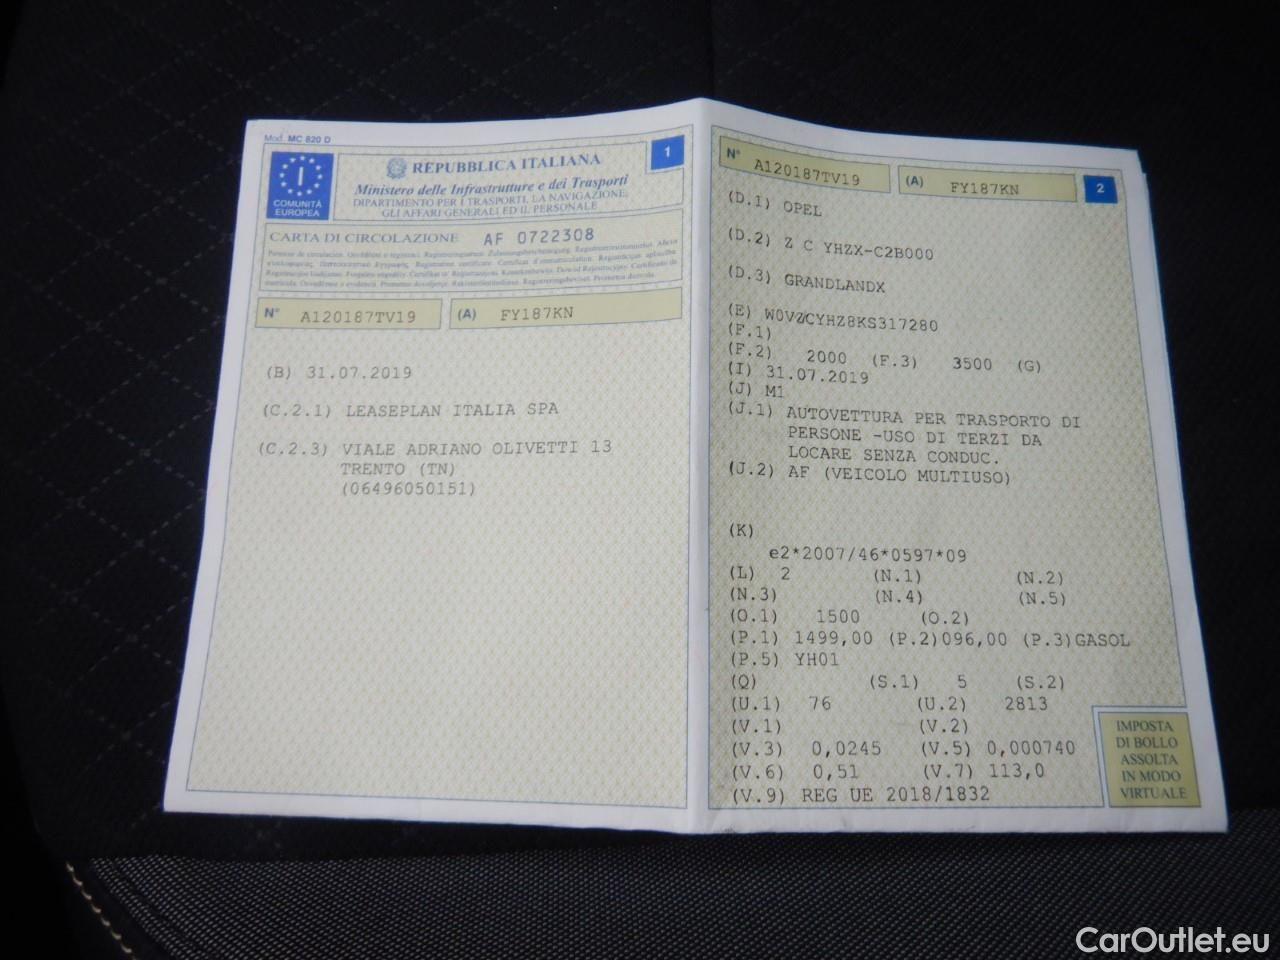 Mod. MC 820 D
COMUNITÀ
EUROPEA
I
REPUBBLICA ITALIANA
Ministero delle Infrastrutture e dei Trasporti
DIPARTIMENTO PER I TRASPORTI, LA NAVIGAZIONE,
GLI AFFARI GENERALI ED IL PERSONALE
1
CARTA DI CIRCOLAZIONE AF 0722308
N° A120187TV19 (A) FY187KN
(B) 31.07.2019
(C.2.1) LEASEPLAN ITALIA SPA
(C.2.3) VIALE ADRIANO OLIVETTI 13
TRENTO (TN)
(06496050151)
N° A120187TV19 (A) FY187KN
2
(D.1) OPEL
(D.2) Z C YHZX-C2B000
(D.3) GRANDLANDX
(E) W0VZCYHZ8KS317280
(F.1)
(F.2) 2000 (F.3) 3500 (G)
(I) 31.07.2019
(J) M1
(J.1) AUTOVETTURA PER TRASPORTO DI
PERSONE -USO DI TERZI DA
LOCARE SENZA CONDUC.
(J.2) AF (VEICOLO MULTIUSO)
(K)
e2*2007/46*0597*09
(L) 2 (N.1) (N.2)
(N.3) (N.4) (N.5)
(O.1) 1500 (O.2)
(P.1) 1499,00 (P.2)096,00 (P.3)GASOL
(P.5) YH01
(Q) (S.1) 5 (S.2)
(U.1) 76 (U.2) 2813
(V.1) (V.2)
(V.3) 0,0245 (V.5) 0,000740
(V.6) 0,51 (V.7) 113,0
(V.9) REG UE 2018/1832
IMPOSTA
DI BOLLO
ASSOLTA
IN MODO
VIRTUALE
CarOutlet.eu